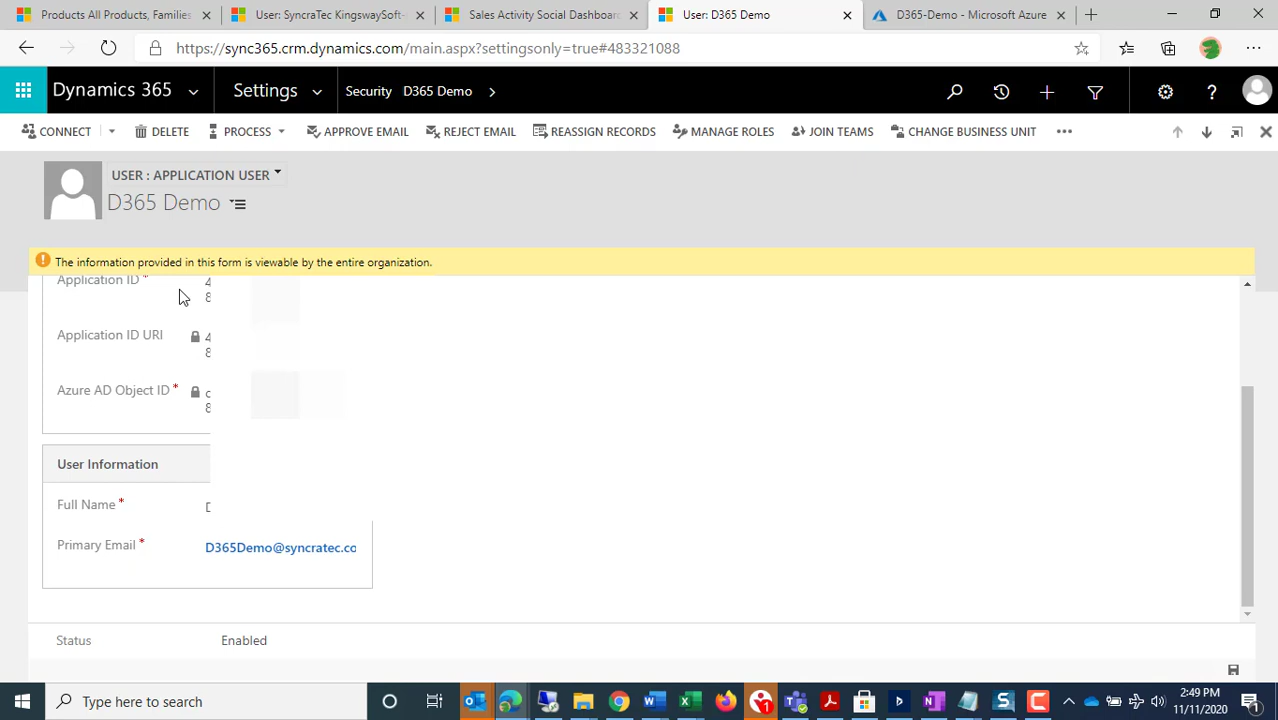 Products All Products, Families
User: SyncraTec KingswaySoft-
Sales Activity Social Dashboard
User: D365 Demo
D365-Demo - Microsoft Azure
https://sync365.crm.dynamics.com/main.aspx?settingsonly=true#483321088
Dynamics 365
Settings
Security
D365 Demo
CONNECT
DELETE
PROCESS
APPROVE EMAIL
REJECT EMAIL
REASSIGN RECORDS
MANAGE ROLES
JOIN TEAMS
CHANGE BUSINESS UNIT
USER : APPLICATION USER
D365 Demo
The information provided in this form is viewable by the entire organization.
Application ID *
4
8
Application ID URI
4
8
Azure AD Object ID *
8
User Information
Full Name *
Primary Email *
D365Demo@syncratec.co
Status
Enabled
Type here to search
2:49 PM
11/11/2020